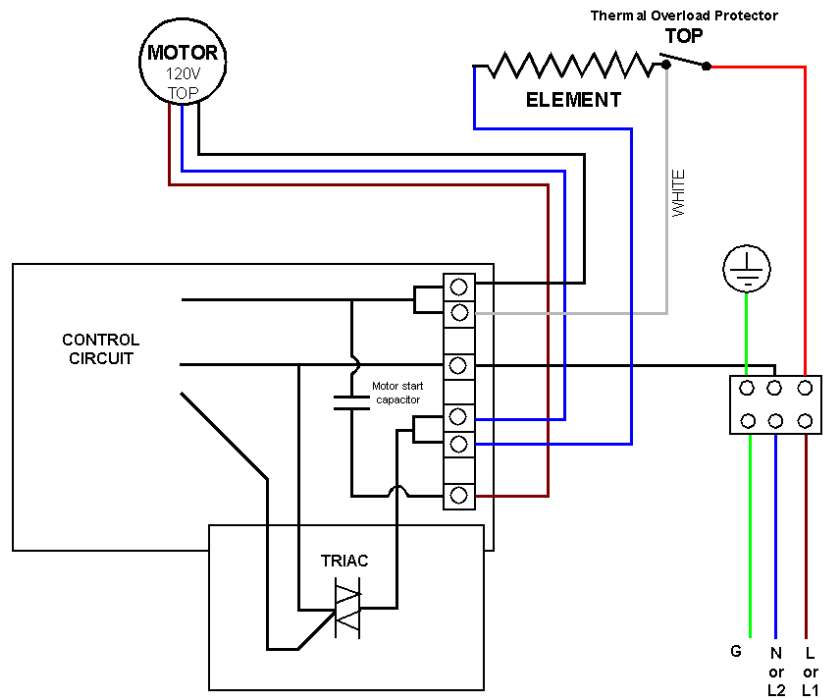 Thermal Overload Protector
TOP
MOTOR
120V
TOP
ELEMENT
WHITE
CONTROL
CIRCUIT
Motor start
capacitor
TRIAC
G
N
or
L2
L
or
L1